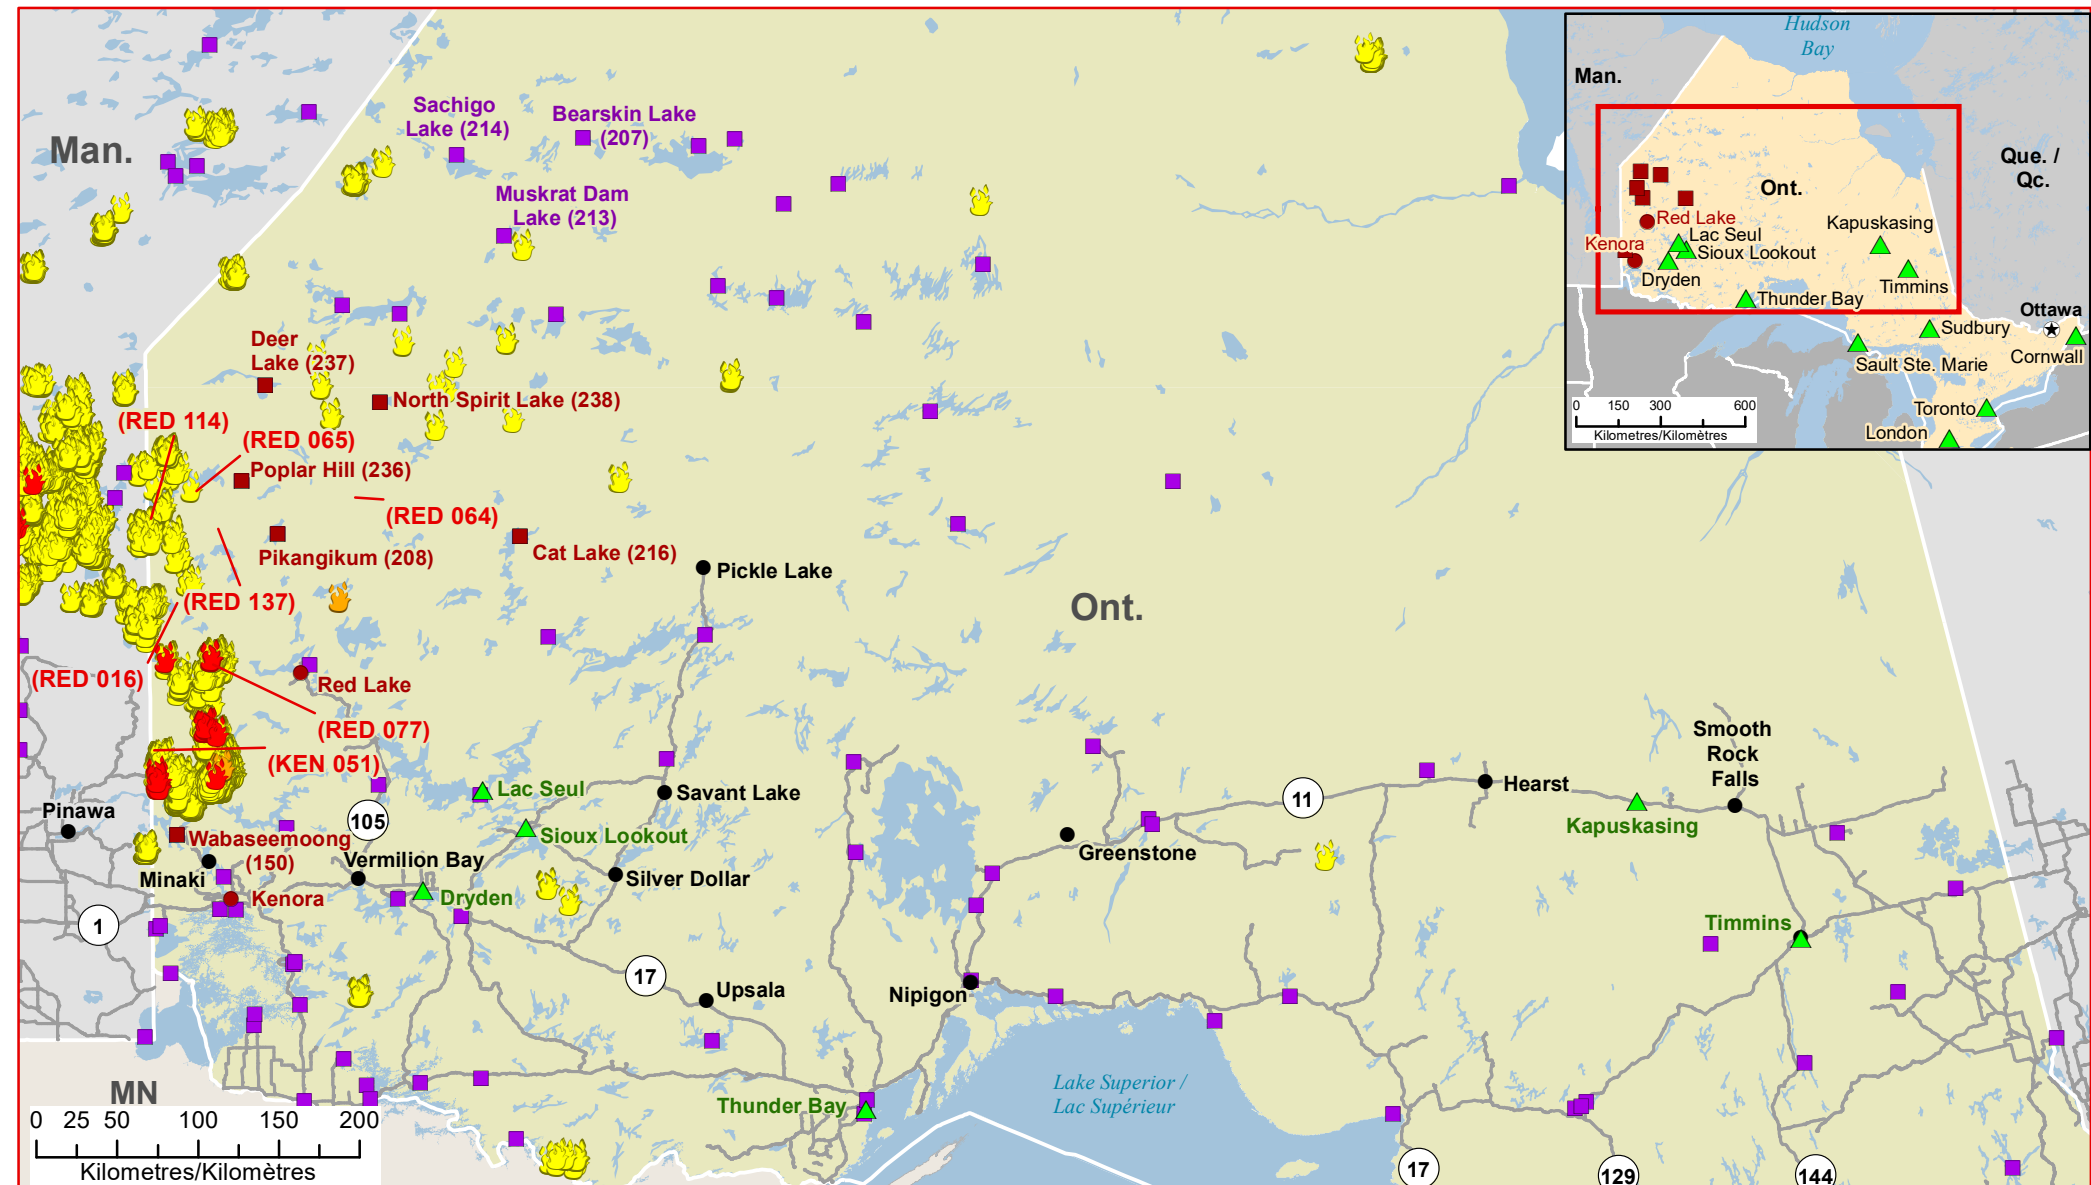 Man.
Sachigo
Lake (214)
Bearskin Lake
(207)
Muskrat Dam
Lake (213)
Deer
Lake (237)
North Spirit Lake (238)
(RED 114)
(RED 065)
Poplar Hill (236)
(RED 064)
Pikangikum (208)
Cat Lake (216)
Pickle Lake
(RED 137)
Ont.
(RED 016)
Red Lake
(RED 077)
(KEN 051)
Pinawa
105
Lac Seul
Savant Lake
Sioux Lookout
Wabaseemoong
(150)
Minaki
Vermilion Bay
Silver Dollar
Kenora
Dryden
1
17
Upsala
Nipigon
Greenstone
11
Hearst
Smooth
Rock
Falls
Kapuskasing
Timmins
MN
Thunder Bay
Lake Superior /
Lac Supérieur
17
129
144
0 25 50 100 150 200
Kilometres/Kilomètres
Hudson
Bay
Man.
Que. /
Qc.
Ont.
Red Lake
Kapuskasing
Lac Seul
Kenora
Sioux Lookout
Dryden
Timmins
Thunder Bay
Ottawa
Sudbury
Cornwall
Sault Ste. Marie
Toronto
London
0 150 300 600
Kilometres/Kilomètres